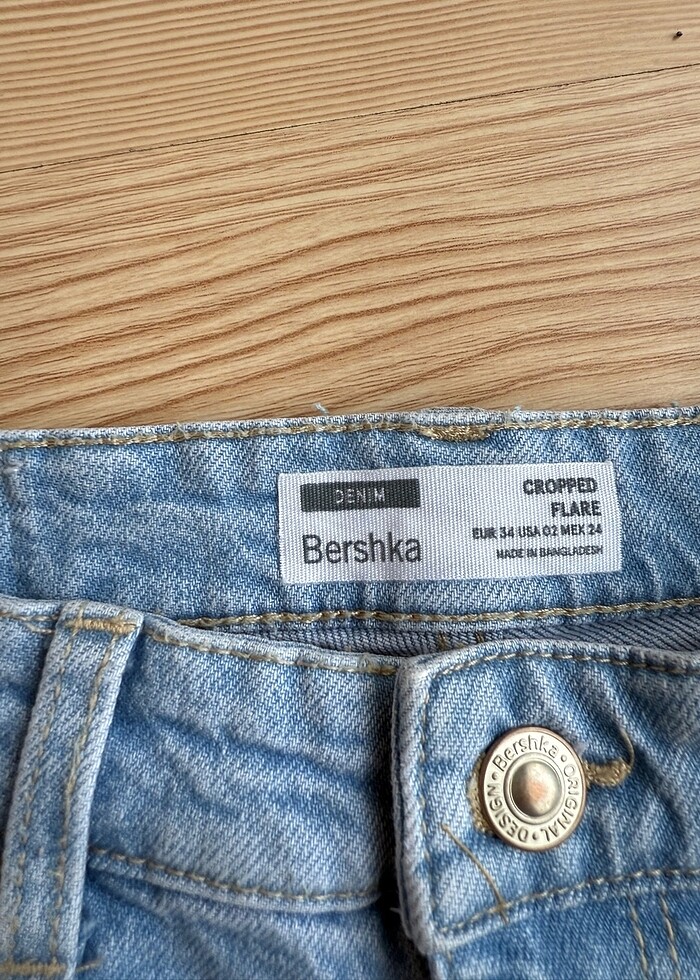 DENIM
Bershka
CROPPED
FLARE
EUR 34 USA 02 MEX 24
MADE IN BANGLADESH
• Bershka • ORIGINAL • DESIGN